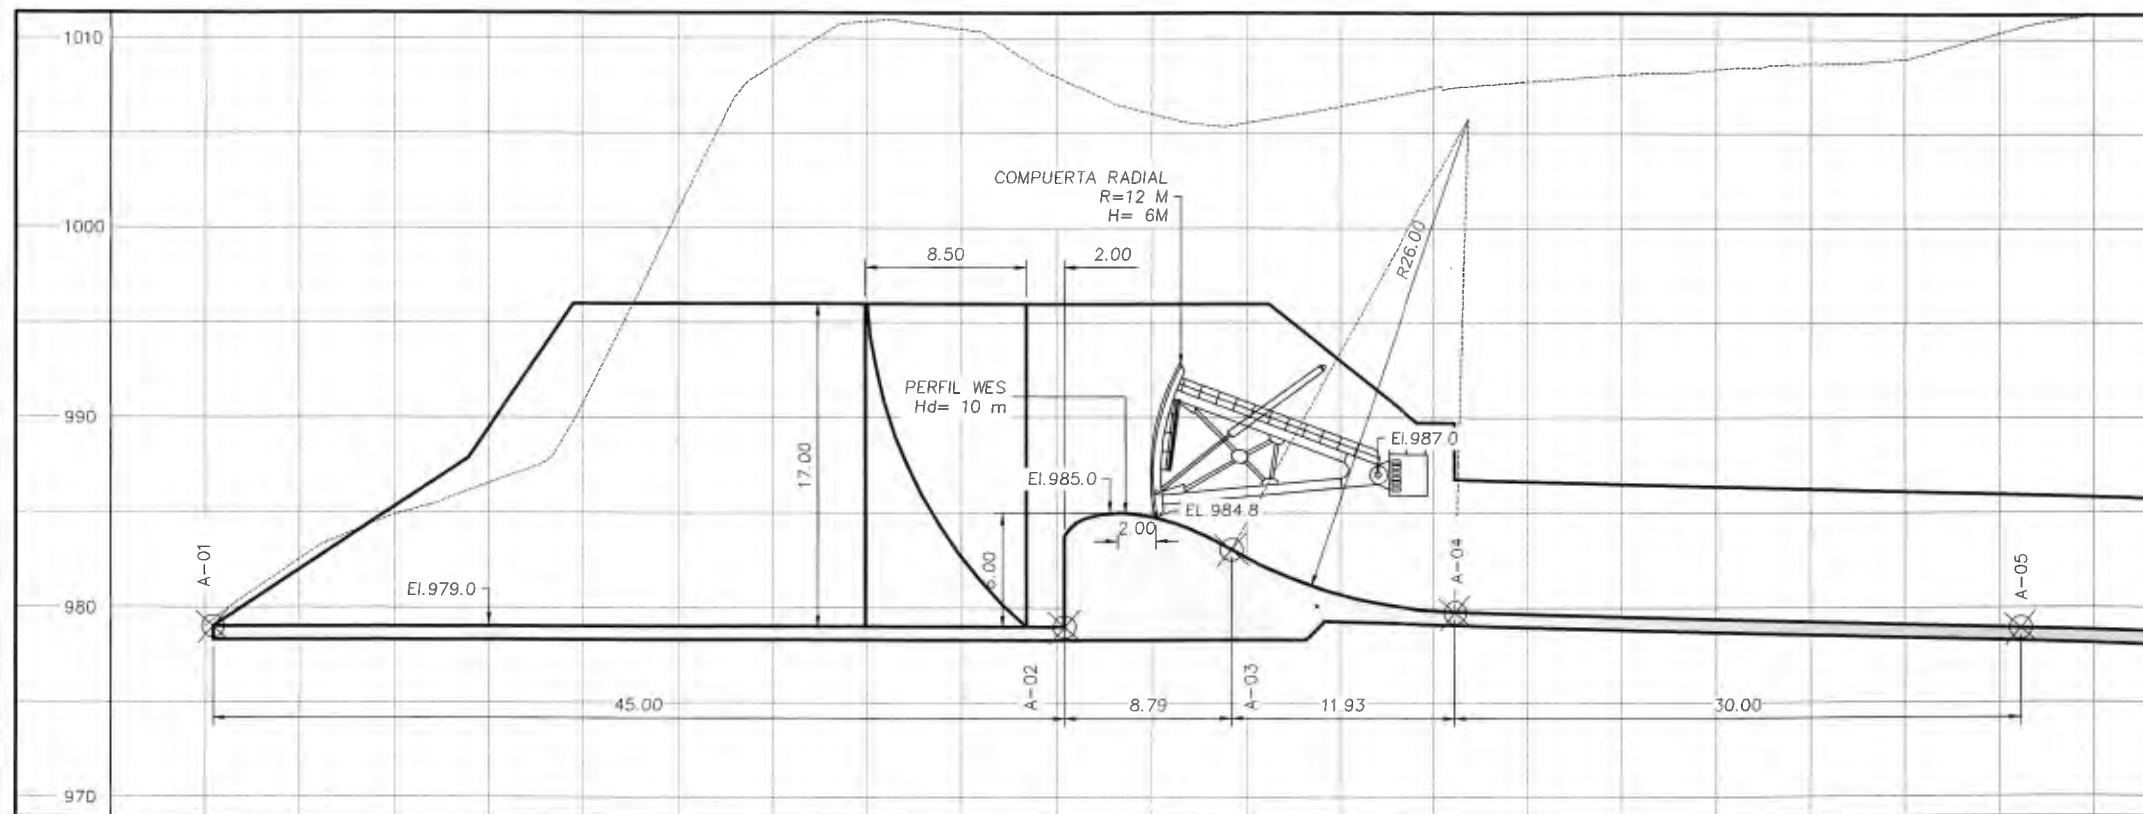 1010
1000
990
980
970
COMPUERTA RADIAL
R=12 M
H= 6M
8.50
2.00
R26.00
PERFIL WES
Hd= 10 m
17.00
El.987.0
El.985.0
EL 984.8
2.00
6.00
El.979.0
A-01
A-02
A-03
A-04
A-05
45.00
8.79
11.93
30.00